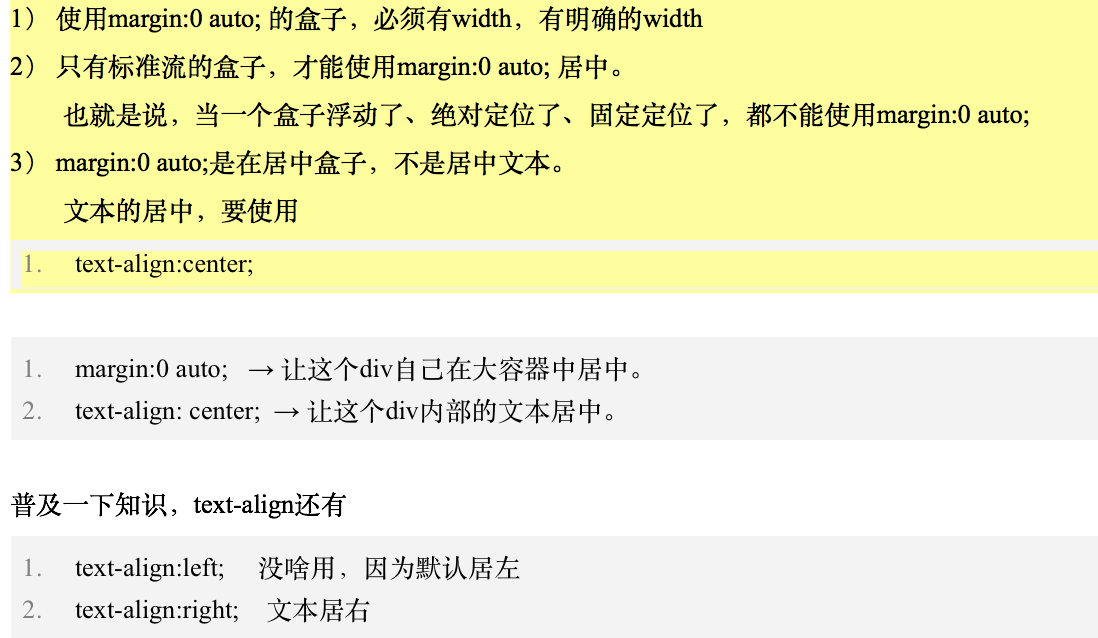 1） 使用margin:0 auto; 的盒子，必须有width，有明确的width
2） 只有标准流的盒子，才能使用margin:0 auto; 居中。
也就是说，当一个盒子浮动了、绝对定位了、固定定位了，都不能使用margin:0 auto;
3） margin:0 auto;是在居中盒子，不是居中文本。
文本的居中，要使用
1. text-align:center;
1. margin:0 auto; → 让这个div自己在大容器中居中。
2. text-align: center; → 让这个div内部的文本居中。
普及一下知识，text-align还有
1. text-align:left; 没啥用，因为默认居左
2. text-align:right; 文本居右